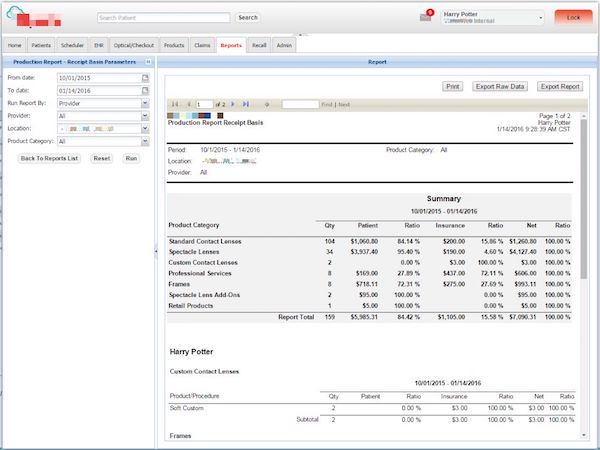 Search Patient
Search
9
Harry Potter
Internal
Lock
Home Patients Scheduler EHR Optical/Checkout Products Claims Reports Recall Admin
Production Report - Receipt Basis Parameters
Report
From date: 10/01/2015
To date: 01/14/2016
Run Report By: Provider
Provider: All
Location:
Product Category: All
Back To Reports List Reset Run
Print Export Raw Data Export Report
1 of 2 Find | Next
Page 1 of 2
Production Report Receipt Basis
Harry Potter
1/14/2016 9:28:39 AM CST
Period: 10/1/2015 - 1/14/2016 Product Category: All
Location:
Provider: All
Summary
10/01/2015 - 01/14/2016
Product Category Qty Patient Ratio Insurance Ratio Net Ratio
Standard Contact Lenses 104 $1,060.80 84.14 % $200.00 15.86 % $1,260.80 100.00 %
Spectacle Lenses 34 $3,937.40 95.40 % $190.00 4.60 % $4,127.40 100.00 %
Custom Contact Lenses 2 0.00 % $3.00 100.00 % $3.00 100.00 %
Professional Services 8 $169.00 27.89 % $437.00 72.11 % $606.00 100.00 %
Frames 8 $718.11 72.31 % $275.00 27.69 % $993.11 100.00 %
Spectacle Lens Add-Ons 2 $95.00 100.00 % 0.00 % $95.00 100.00 %
Retail Products 1 $5.00 100.00 % 0.00 % $5.00 100.00 %
Report Total 159 $5,985.31 84.42 % $1,105.00 15.58 % $7,090.31 100.00 %
Harry Potter
Custom Contact Lenses
10/01/2015 - 01/14/2016
Product/Procedure Qty Patient Ratio Insurance Ratio Net Ratio
Soft Custom 2 0.00 % $3.00 100.00 % $3.00 100.00 %
Subtotal 2 0.00 % $3.00 100.00 % $3.00 100.00 %
Frames